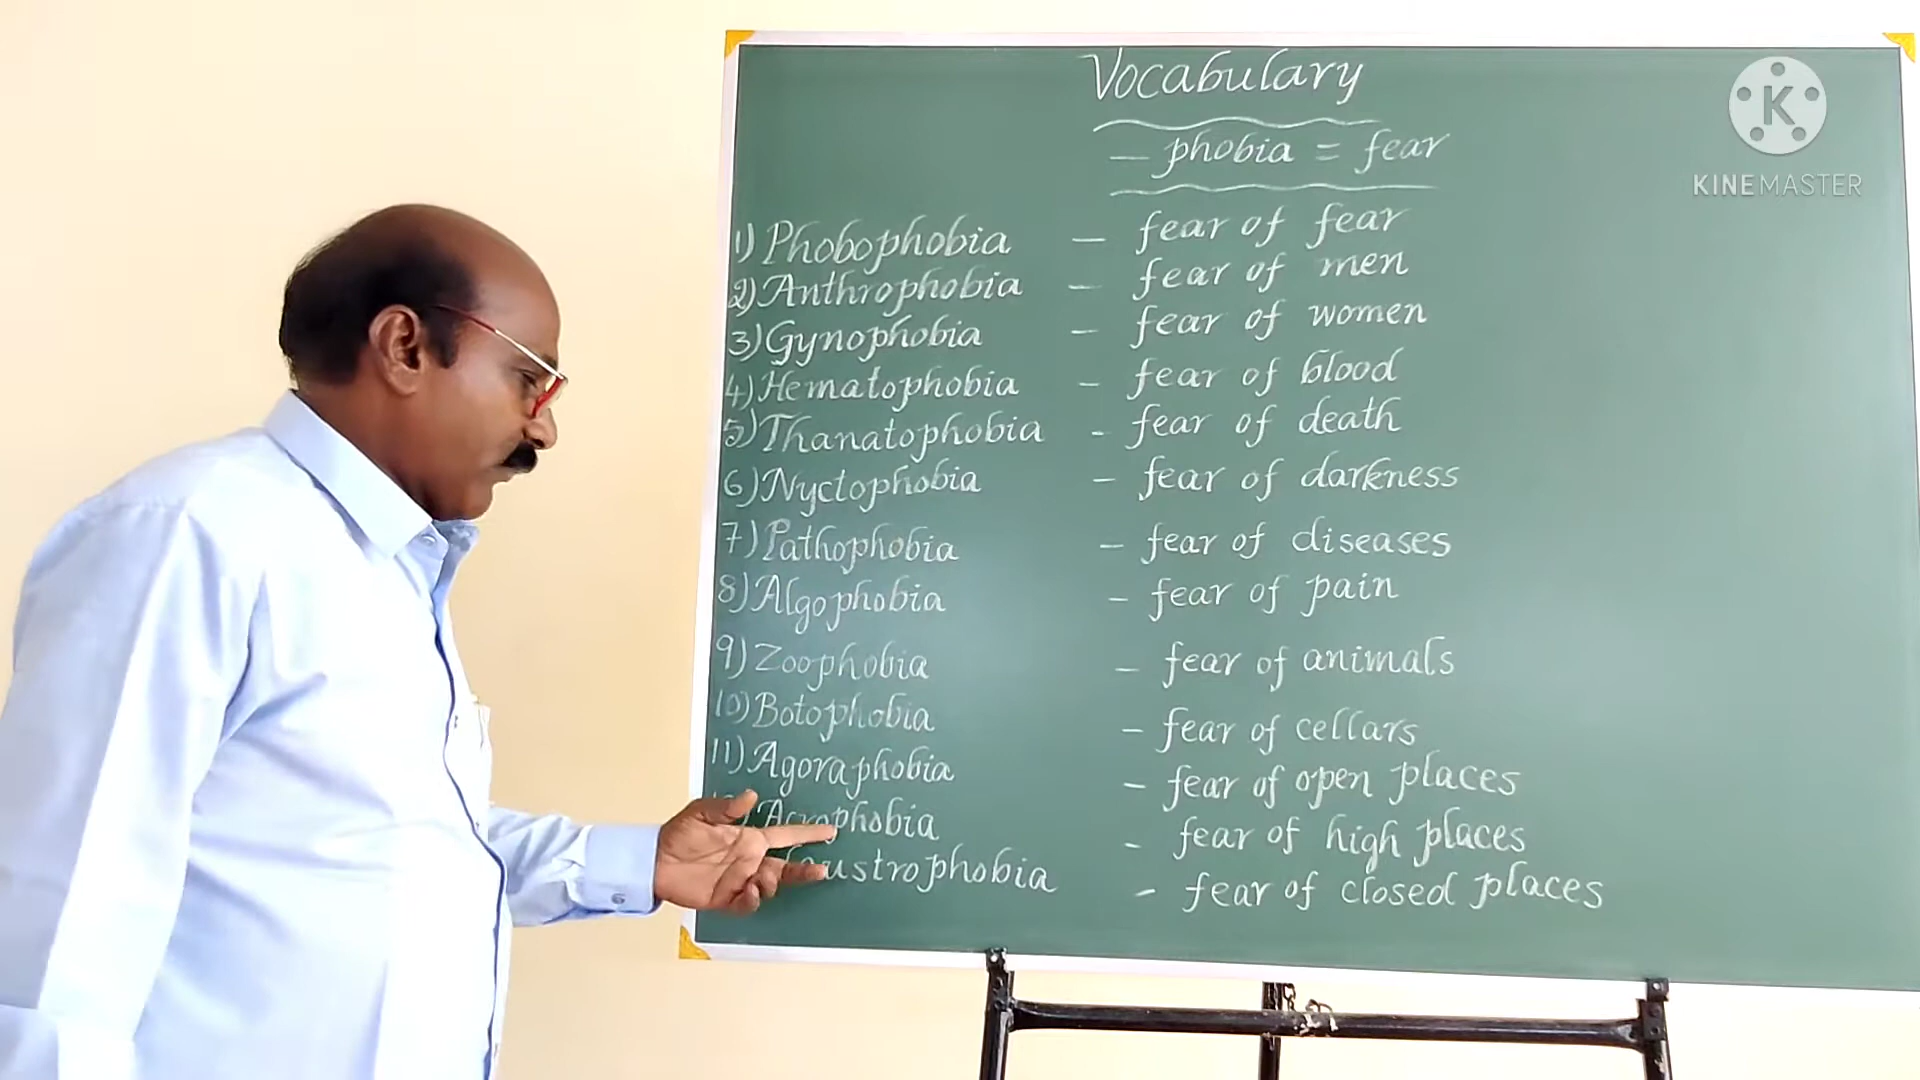 Vocabulary
- phobia = fear
1) Phobophobia - fear of fear
2) Anthrophobia - fear of men
3) Gynophobia - fear of women
4) Hematophobia - fear of blood
5) Thanatophobia - fear of death
6) Nyctophobia - fear of darkness
7) Pathophobia - fear of diseases
8) Algophobia - fear of pain
9) Zoophobia - fear of animals
10) Botophobia - fear of cellars
11) Agoraphobia - fear of open places
Acrophobia - fear of high places
- fear of closed places
K
KINEMASTER